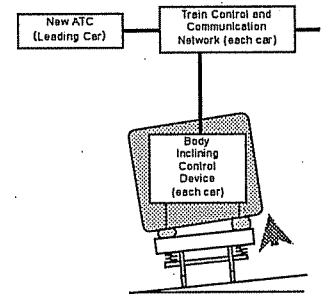 New ATC
(Leading Car)
Train Control and
Communication
Network (each car)
Body
Inclining
Control
Device
(each car)